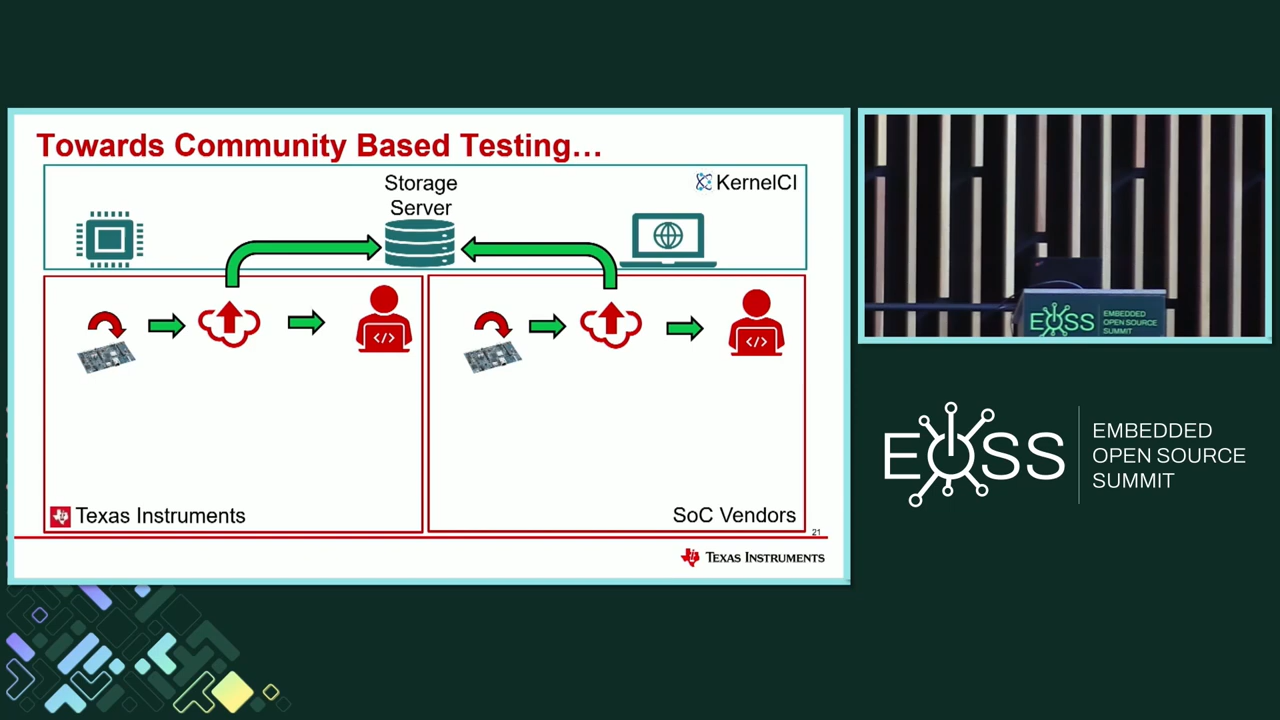 Towards Community Based Testing…
Storage
Server
KernelCI
</>
</>
Texas Instruments
SoC Vendors
21
TEXAS INSTRUMENTS
EOSS
EMBEDDED
OPEN SOURCE
SUMMIT
EOSS
EMBEDDED
OPEN SOURCE
SUMMIT